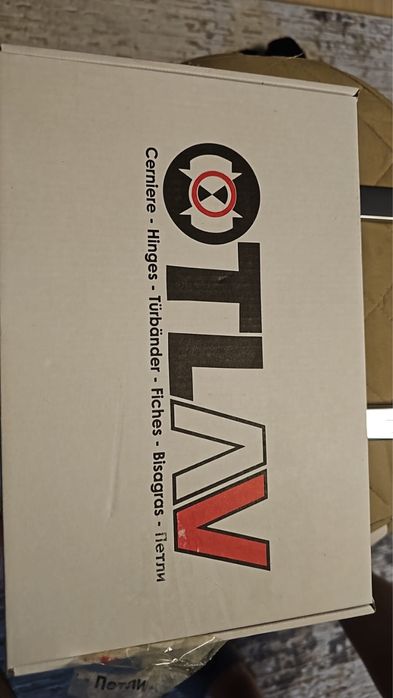 OTLAV
Cerniere - Hinges - Türbänder - Fiches - Bisagras - Петли
Петли